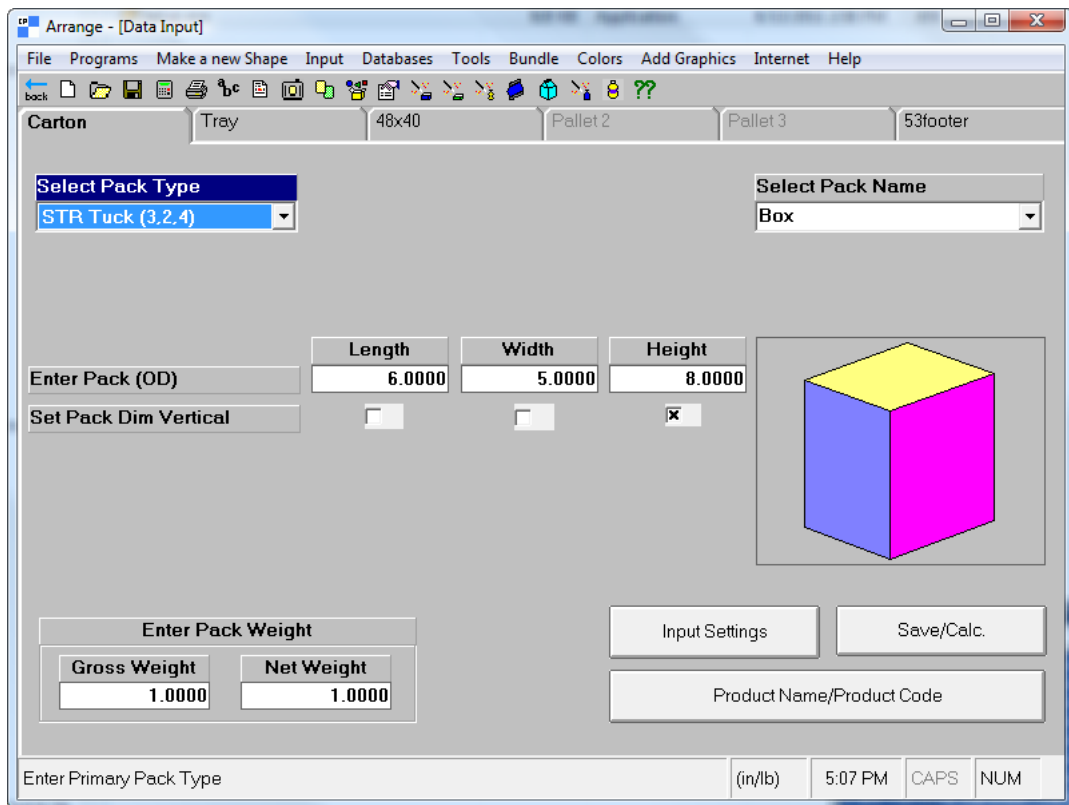 CP Arrange - [Data Input]
File Programs Make a new Shape Input Databases Tools Bundle Colors Add Graphics Internet Help
back abc ??
Carton Tray 48x40 Pallet 2 Pallet 3 53footer
Select Pack Type Select Pack Name
STR Tuck (3,2,4) Box
Length Width Height
Enter Pack (OD) 6.0000 5.0000 8.0000
Set Pack Dim Vertical
Enter Pack Weight Input Settings Save/Calc.
Gross Weight Net Weight
1.0000 1.0000 Product Name/Product Code
Enter Primary Pack Type (in/lb) 5:07 PM CAPS NUM